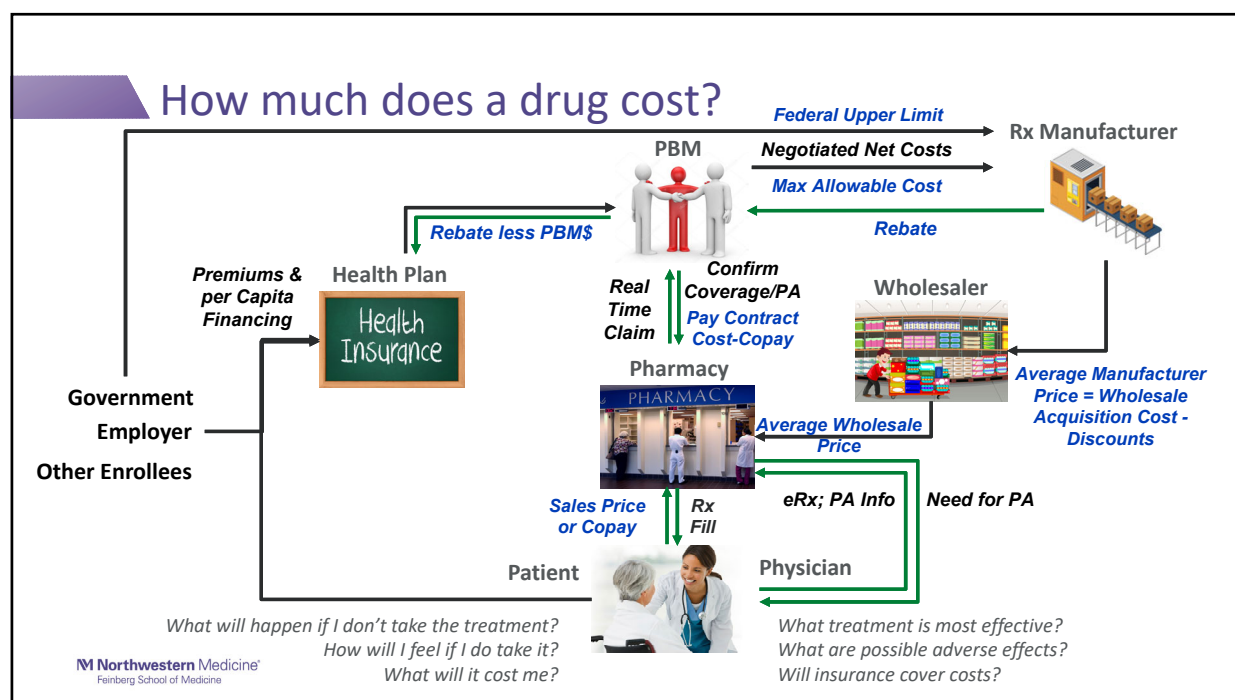 How much does a drug cost?
Federal Upper Limit
Rx Manufacturer
PBM
Negotiated Net Costs
Max Allowable Cost
Rebate
Rebate less PBM$
Premiums &
per Capita
Financing
Health Plan
Health
Insurance
Real
Time
Claim
Confirm
Coverage/PA
Pay Contract
Cost-Copay
Wholesaler
Average Manufacturer
Price = Wholesale
Acquisition Cost -
Discounts
Government
Employer
Other Enrollees
Pharmacy
PHARMACY
Average Wholesale
Price
Sales Price
or Copay
Rx
Fill
eRx; PA Info
Need for PA
Patient
Physician
What will happen if I don't take the treatment?
How will I feel if I do take it?
What will it cost me?
What treatment is most effective?
What are possible adverse effects?
Will insurance cover costs?
M Northwestern Medicine®
Feinberg School of Medicine